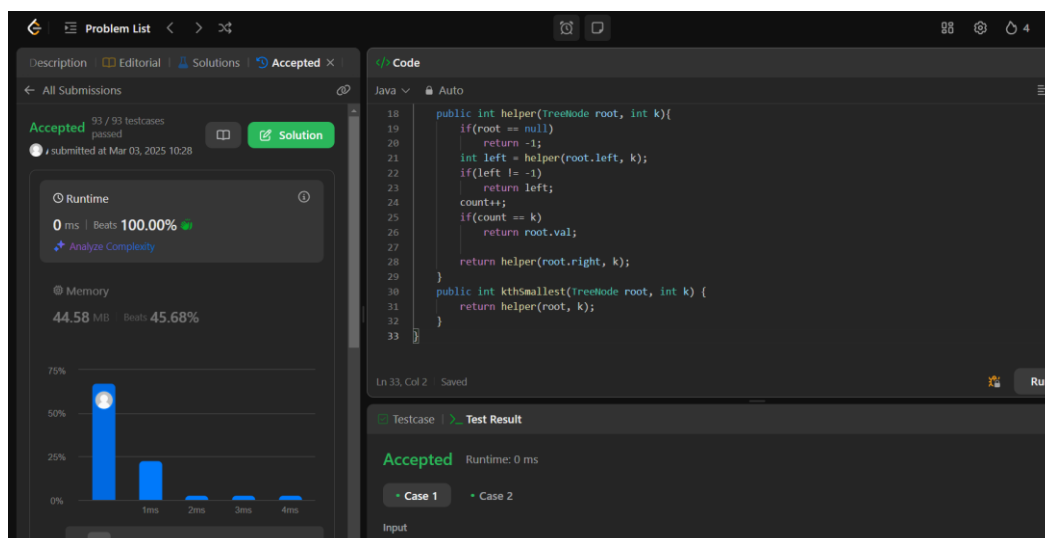 Problem List
4
Description
Editorial
Solutions
Accepted
All Submissions
Accepted
93 / 93 testcases
passed
submitted at Mar 03, 2025 10:28
Solution
Runtime
0 ms | Beats 100.00%
Analyze Complexity
Memory
44.58 MB Beats 45.68%
75%
50%
25%
0%
1ms 2ms 3ms 4ms
</> Code
Java Auto
18 public int helper(TreeNode root, int k){
19 if(root == null)
20 return -1;
21 int left = helper(root.left, k);
22 if(left != -1)
23 return left;
24 count++;
25 if(count == k)
26 return root.val;
27
28 return helper(root.right, k);
29 }
30 public int kthSmallest(TreeNode root, int k) {
31 return helper(root, k);
32 }
33 }
Ln 33, Col 2 Saved
Ru
Testcase
>_ Test Result
Accepted Runtime: 0 ms
• Case 1 • Case 2
Input